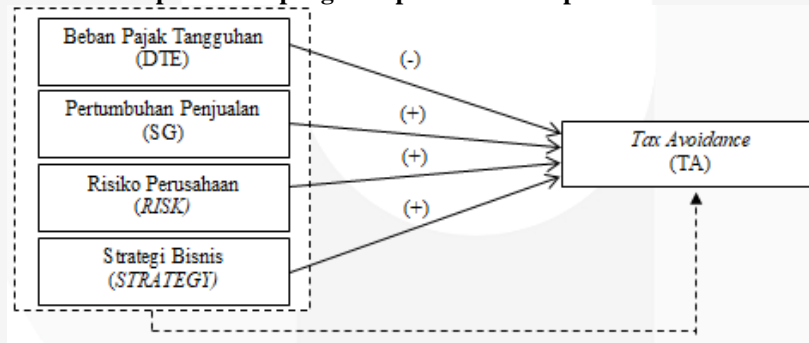 Beban Pajak Tangguhan
(DTE)
(-)
Pertumbuhan Penjualan
(SG)
(+)
Tax Avoidance
(TA)
(+)
Risiko Perusahaan
(RISK)
(+)
Strategi Bisnis
(STRATEGY)